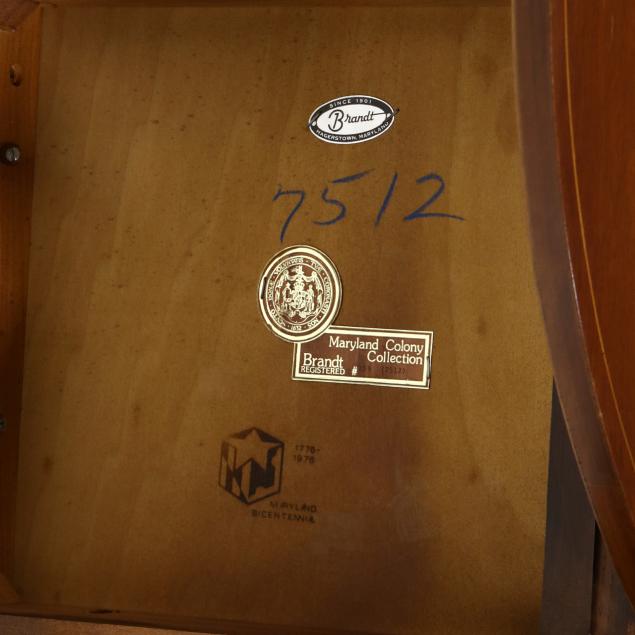 SINCE 1901
Brandt
HAGERSTOWN, MARYLAND
7512
Maryland Colony
Collection
Brandt
REGISTERED #
1776-
1976
MARYLAND
BICENTENNIAL